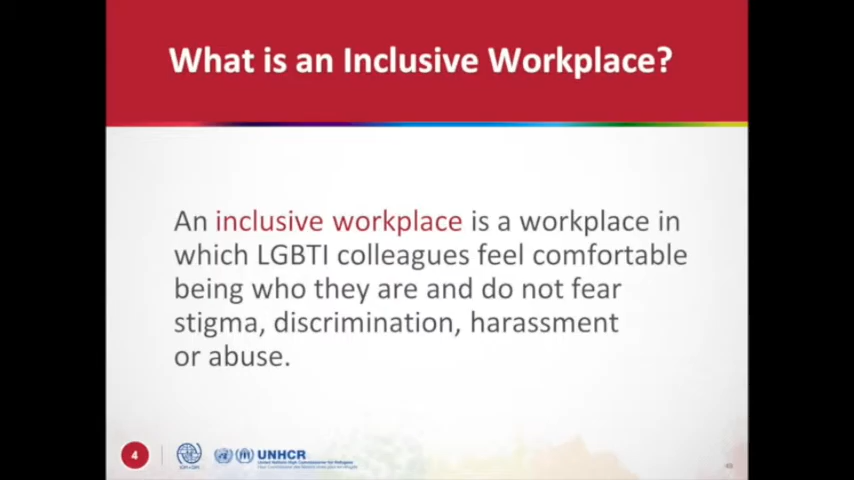 What is an Inclusive Workplace?
An inclusive workplace is a workplace in
which LGBTI colleagues feel comfortable
being who they are and do not fear
stigma, discrimination, harassment
or abuse.
4
UNHCR